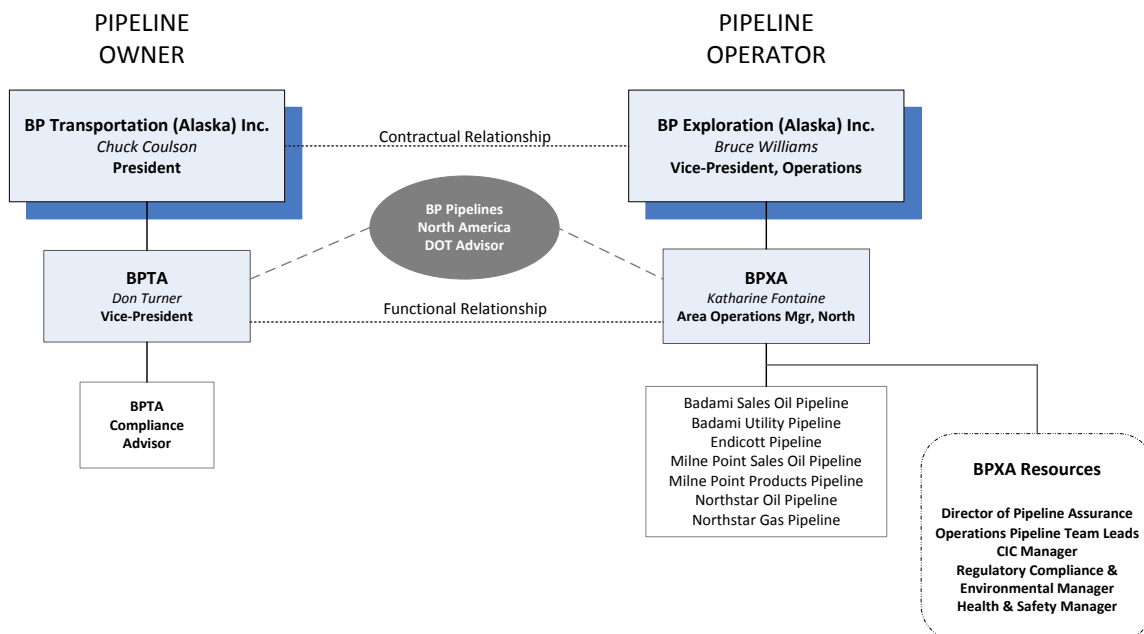 PIPELINE
OWNER
PIPELINE
OPERATOR
BP Transportation (Alaska) Inc.
Chuck Coulson
President
Contractual Relationship
BP Exploration (Alaska) Inc.
Bruce Williams
Vice-President, Operations
BP Pipelines
North America
DOT Advisor
BPTA
Don Turner
Vice-President
Functional Relationship
BPXA
Katharine Fontaine
Area Operations Mgr, North
BPTA
Compliance
Advisor
Badami Sales Oil Pipeline
Badami Utility Pipeline
Endicott Pipeline
Milne Point Sales Oil Pipeline
Milne Point Products Pipeline
Northstar Oil Pipeline
Northstar Gas Pipeline
BPXA Resources
Director of Pipeline Assurance
Operations Pipeline Team Leads
CIC Manager
Regulatory Compliance &
Environmental Manager
Health & Safety Manager